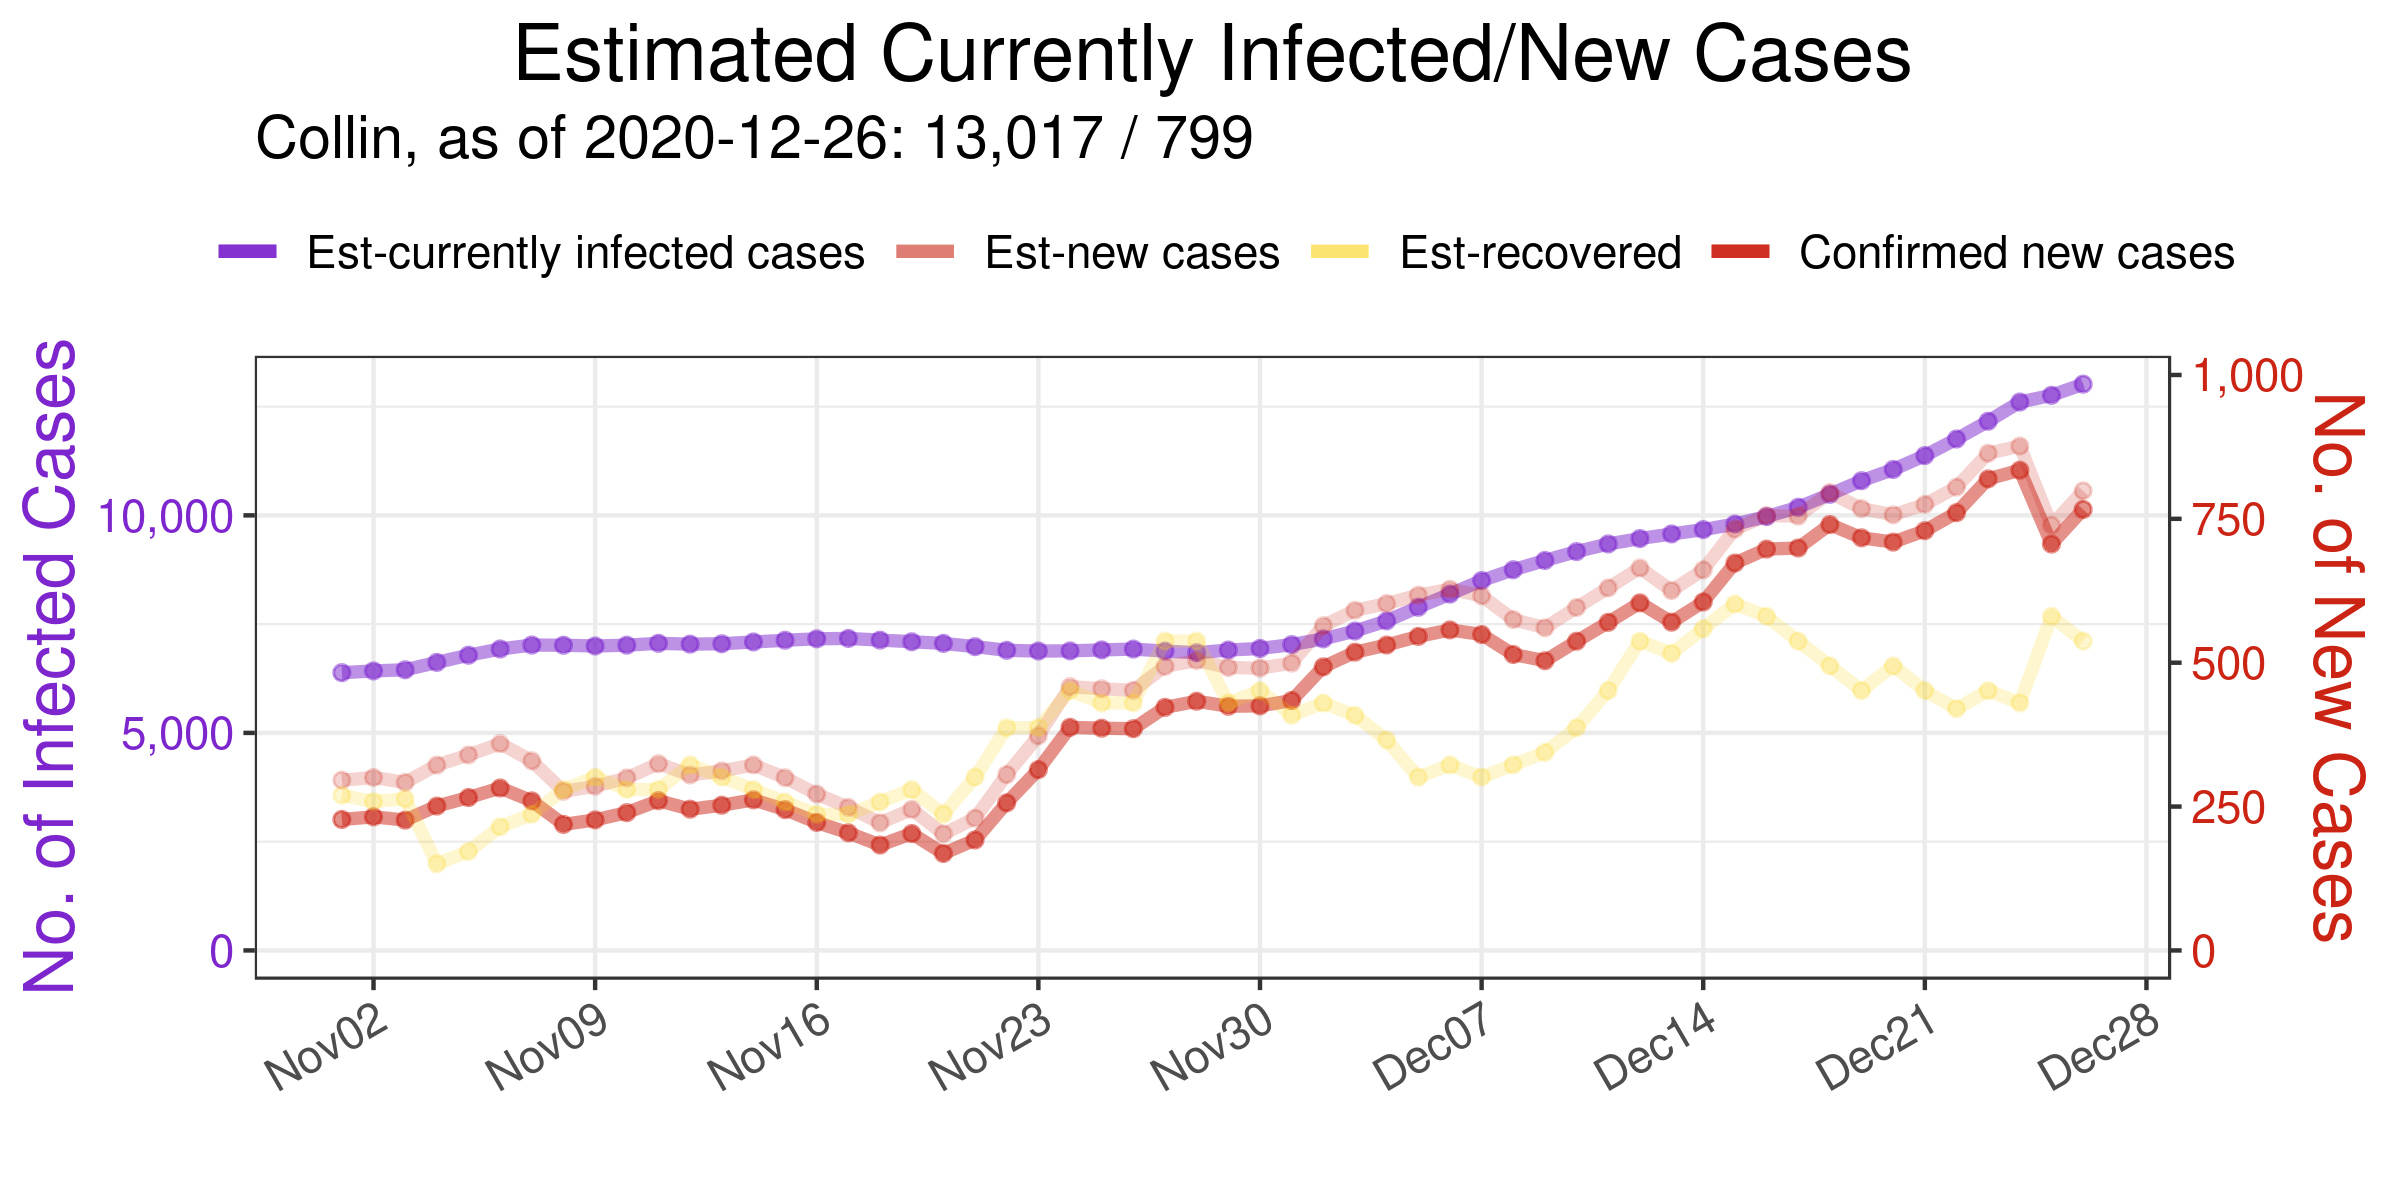 Estimated Currently Infected/New Cases
Collin, as of 2020-12-26: 13,017 / 799
Est-currently infected cases Est-new cases Est-recovered Confirmed new cases
No. of Infected Cases
10,000
5,000
0
1,000
750
500
250
0
No. of New Cases
Nov02 Nov09 Nov16 Nov23 Nov30 Dec07 Dec14 Dec21 Dec28